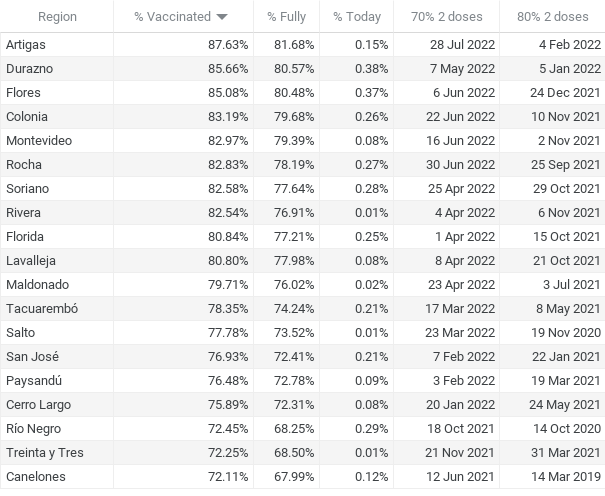 Region % Vaccinated % Fully % Today 70% 2 doses 80% 2 doses
Artigas 87.63% 81.68% 0.15% 28 Jul 2022 4 Feb 2022
Durazno 85.66% 80.57% 0.38% 7 May 2022 5 Jan 2022
Flores 85.08% 80.48% 0.37% 6 Jun 2022 24 Dec 2021
Colonia 83.19% 79.68% 0.26% 22 Jun 2022 10 Nov 2021
Montevideo 82.97% 79.39% 0.08% 16 Jun 2022 2 Nov 2021
Rocha 82.83% 78.19% 0.27% 30 Jun 2022 25 Sep 2021
Soriano 82.58% 77.64% 0.28% 25 Apr 2022 29 Oct 2021
Rivera 82.54% 76.91% 0.01% 4 Apr 2022 6 Nov 2021
Florida 80.84% 77.21% 0.25% 1 Apr 2022 15 Oct 2021
Lavalleja 80.80% 77.98% 0.08% 8 Apr 2022 21 Oct 2021
Maldonado 79.71% 76.02% 0.02% 23 Apr 2022 3 Jul 2021
Tacuarembó 78.35% 74.24% 0.21% 17 Mar 2022 8 May 2021
Salto 77.78% 73.52% 0.01% 23 Mar 2022 19 Nov 2020
San José 76.93% 72.41% 0.21% 7 Feb 2022 22 Jan 2021
Paysandú 76.48% 72.78% 0.09% 3 Feb 2022 19 Mar 2021
Cerro Largo 75.89% 72.31% 0.08% 20 Jan 2022 24 May 2021
Río Negro 72.45% 68.25% 0.29% 18 Oct 2021 14 Oct 2020
Treinta y Tres 72.25% 68.50% 0.01% 21 Nov 2021 31 Mar 2021
Canelones 72.11% 67.99% 0.12% 12 Jun 2021 14 Mar 2019